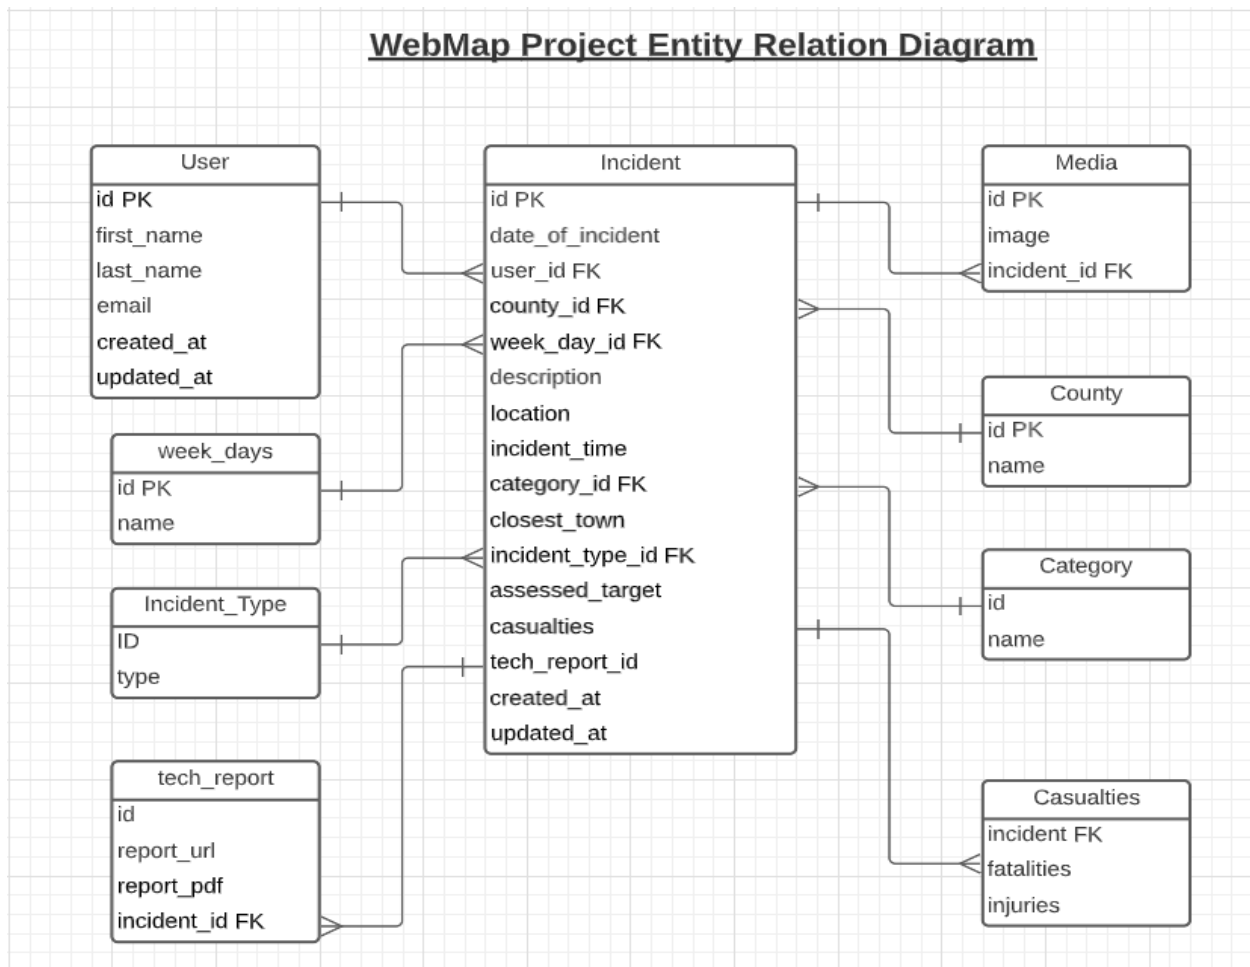 WebMap Project Entity Relation Diagram
User
id PK
first_name
last_name
email
created_at
updated_at
week_days
id PK
name
Incident_Type
ID
type
tech_report
id
report_url
report_pdf
incident_id FK
Incident
id PK
date_of_incident
user_id FK
county_id FK
week_day_id FK
description
location
incident_time
category_id FK
closest_town
incident_type_id FK
assessed_target
casualties
tech_report_id
created_at
updated_at
Media
id PK
image
incident_id FK
County
id PK
name
Category
id
name
Casualties
incident FK
fatalities
injuries